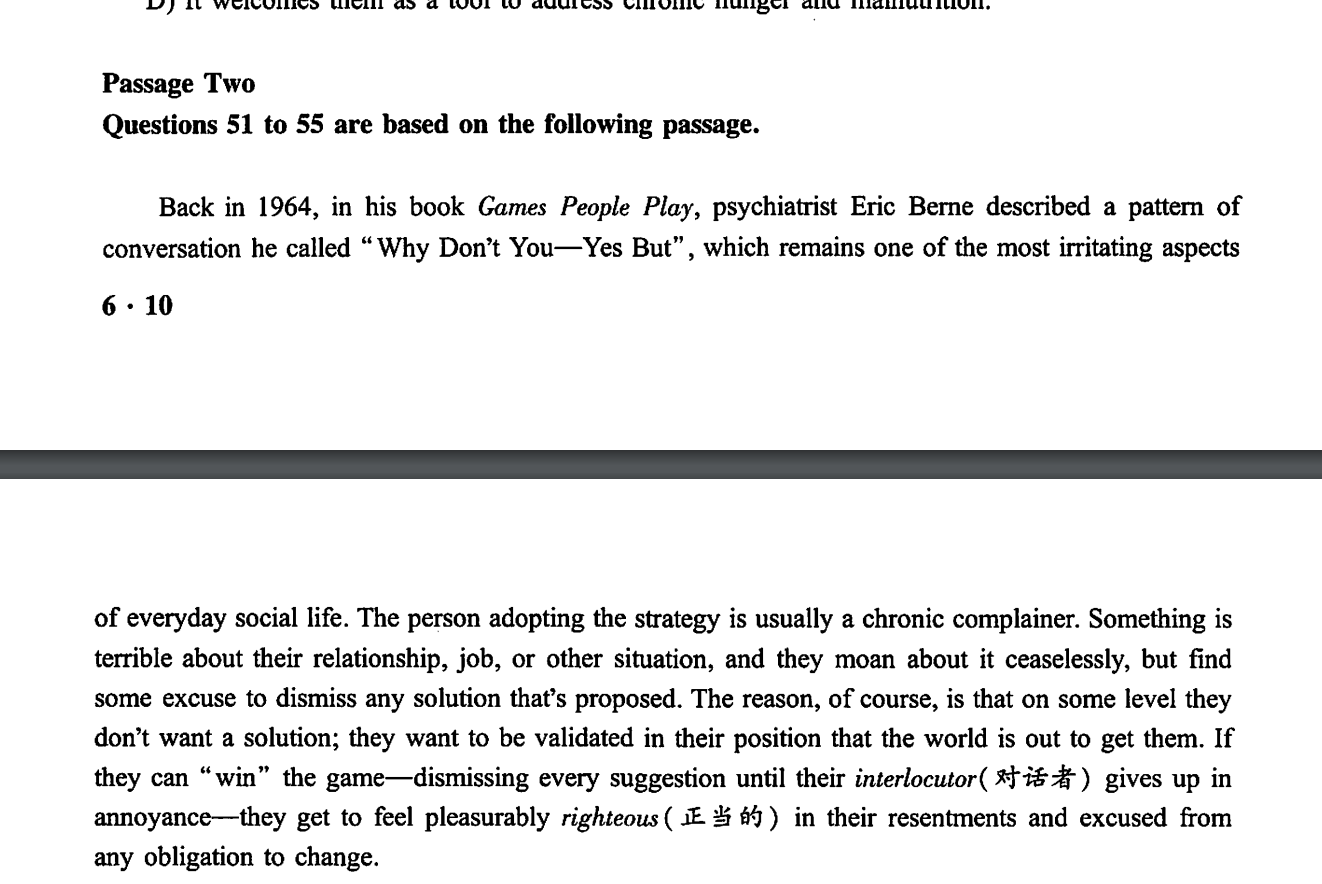 D) It welcomes them as a tool to address chronic hunger and malnutrition.
Passage Two
Questions 51 to 55 are based on the following passage.
Back in 1964, in his book Games People Play, psychiatrist Eric Berne described a pattern of
conversation he called “Why Don’t You—Yes But”, which remains one of the most irritating aspects
6 · 10
of everyday social life. The person adopting the strategy is usually a chronic complainer. Something is
terrible about their relationship, job, or other situation, and they moan about it ceaselessly, but find
some excuse to dismiss any solution that’s proposed. The reason, of course, is that on some level they
don’t want a solution; they want to be validated in their position that the world is out to get them. If
they can “win” the game—dismissing every suggestion until their interlocutor(对话者) gives up in
annoyance—they get to feel pleasurably righteous(正当的) in their resentments and excused from
any obligation to change.